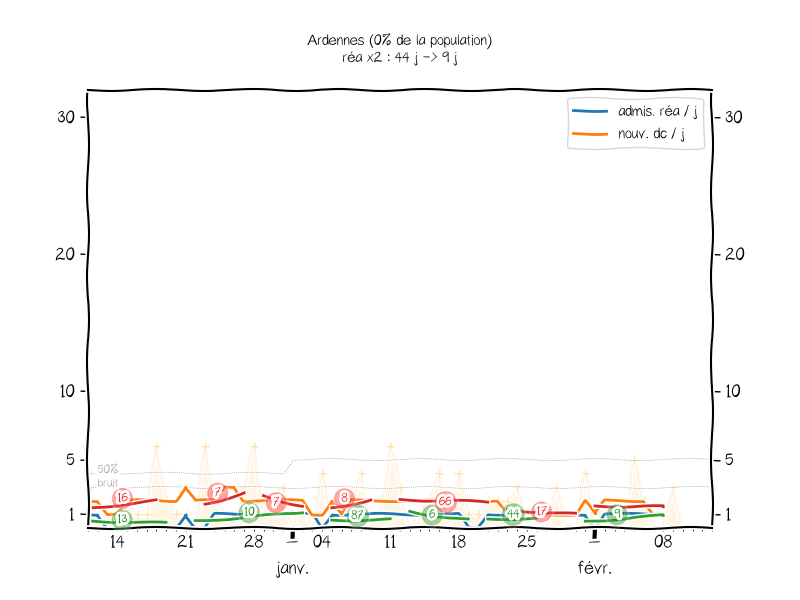 Ardennes (0% de la population)
réa x2 : 44 j -> 9 j
admis. réa / j
nouv. dc / j
30 30
20 20
10 10
5 5
1 1
50%
bruit
16 7 7 8 66 17
13 10 87 6 44 9
14 21 28 04 11 18 25 08
janv. févr.